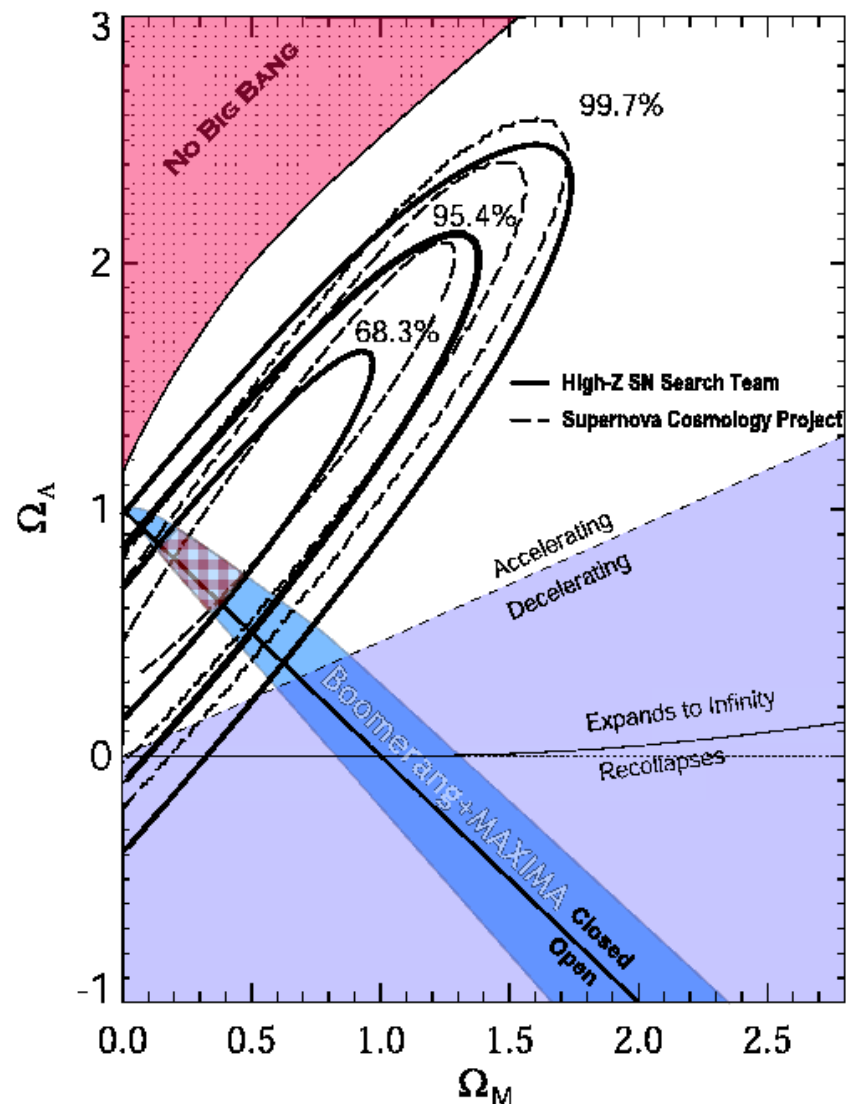 3
NO BIG BANG
99.7%
95.4%
2
68.3%
High-Z SN Search Team
Supernova Cosmology Project
Ω_Λ
1
Accelerating
Decelerating
Boomerang+MAXIMA
Expands to Infinity
0
Recollapses
Closed
Open
-1
0.0 0.5 1.0 1.5 2.0 2.5
Ω_M